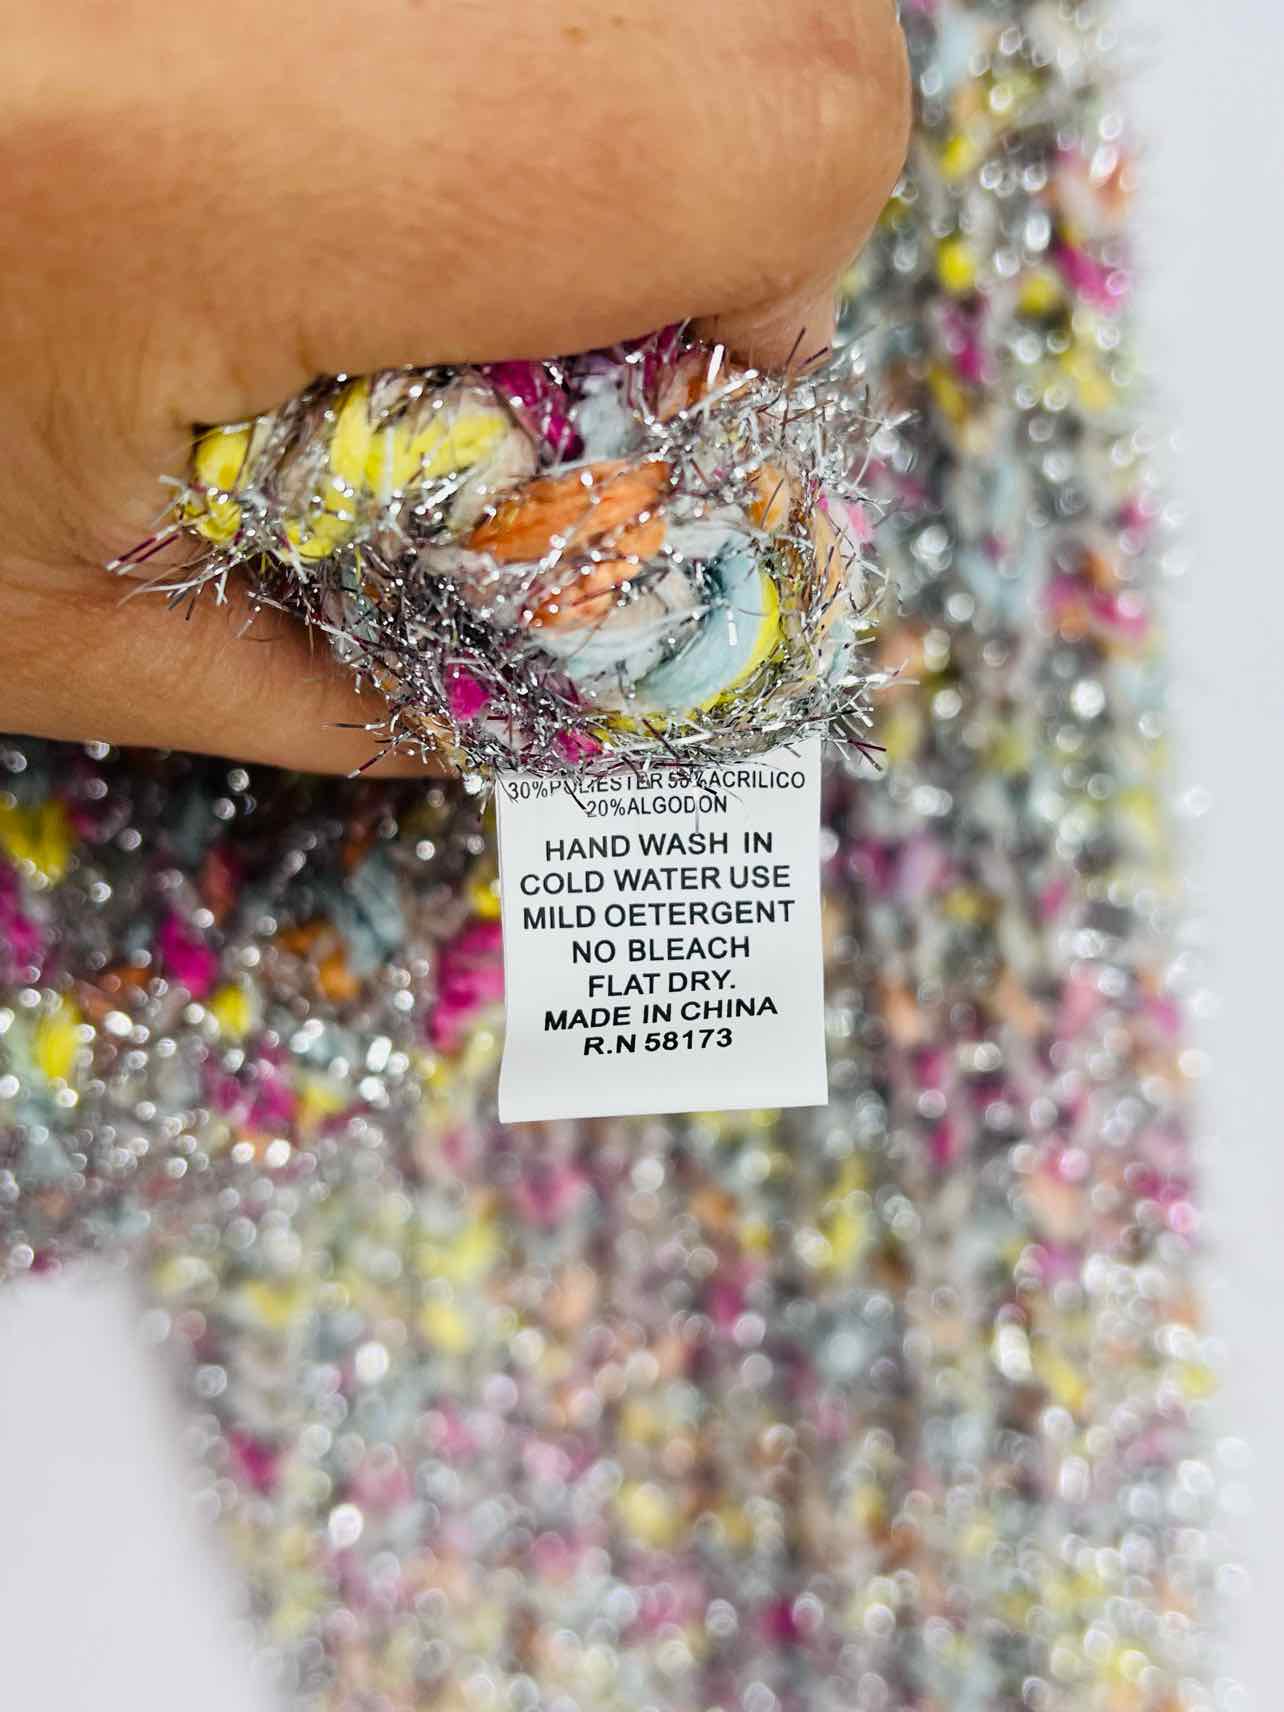 30%POLIESTER 50%ACRILICO
20%ALGODON
HAND WASH IN
COLD WATER USE
MILD OETERGENT
NO BLEACH
FLAT DRY.
MADE IN CHINA
R.N 58173